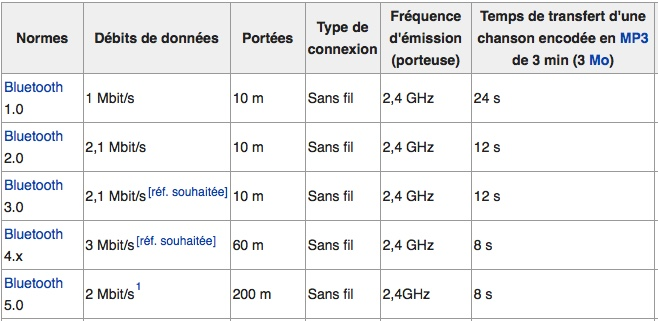 Normes Débits de données Portées Type de connexion Fréquence d'émission (porteuse) Temps de transfert d'une chanson encodée en MP3 de 3 min (3 Mo)
Bluetooth 1.0 1 Mbit/s 10 m Sans fil 2,4 GHz 24 s
Bluetooth 2.0 2,1 Mbit/s 10 m Sans fil 2,4 GHz 12 s
Bluetooth 3.0 2,1 Mbit/s [réf. souhaitée] 10 m Sans fil 2,4 GHz 12 s
Bluetooth 4.x 3 Mbit/s [réf. souhaitée] 60 m Sans fil 2,4 GHz 8 s
Bluetooth 5.0 2 Mbit/s 1 200 m Sans fil 2,4GHz 8 s